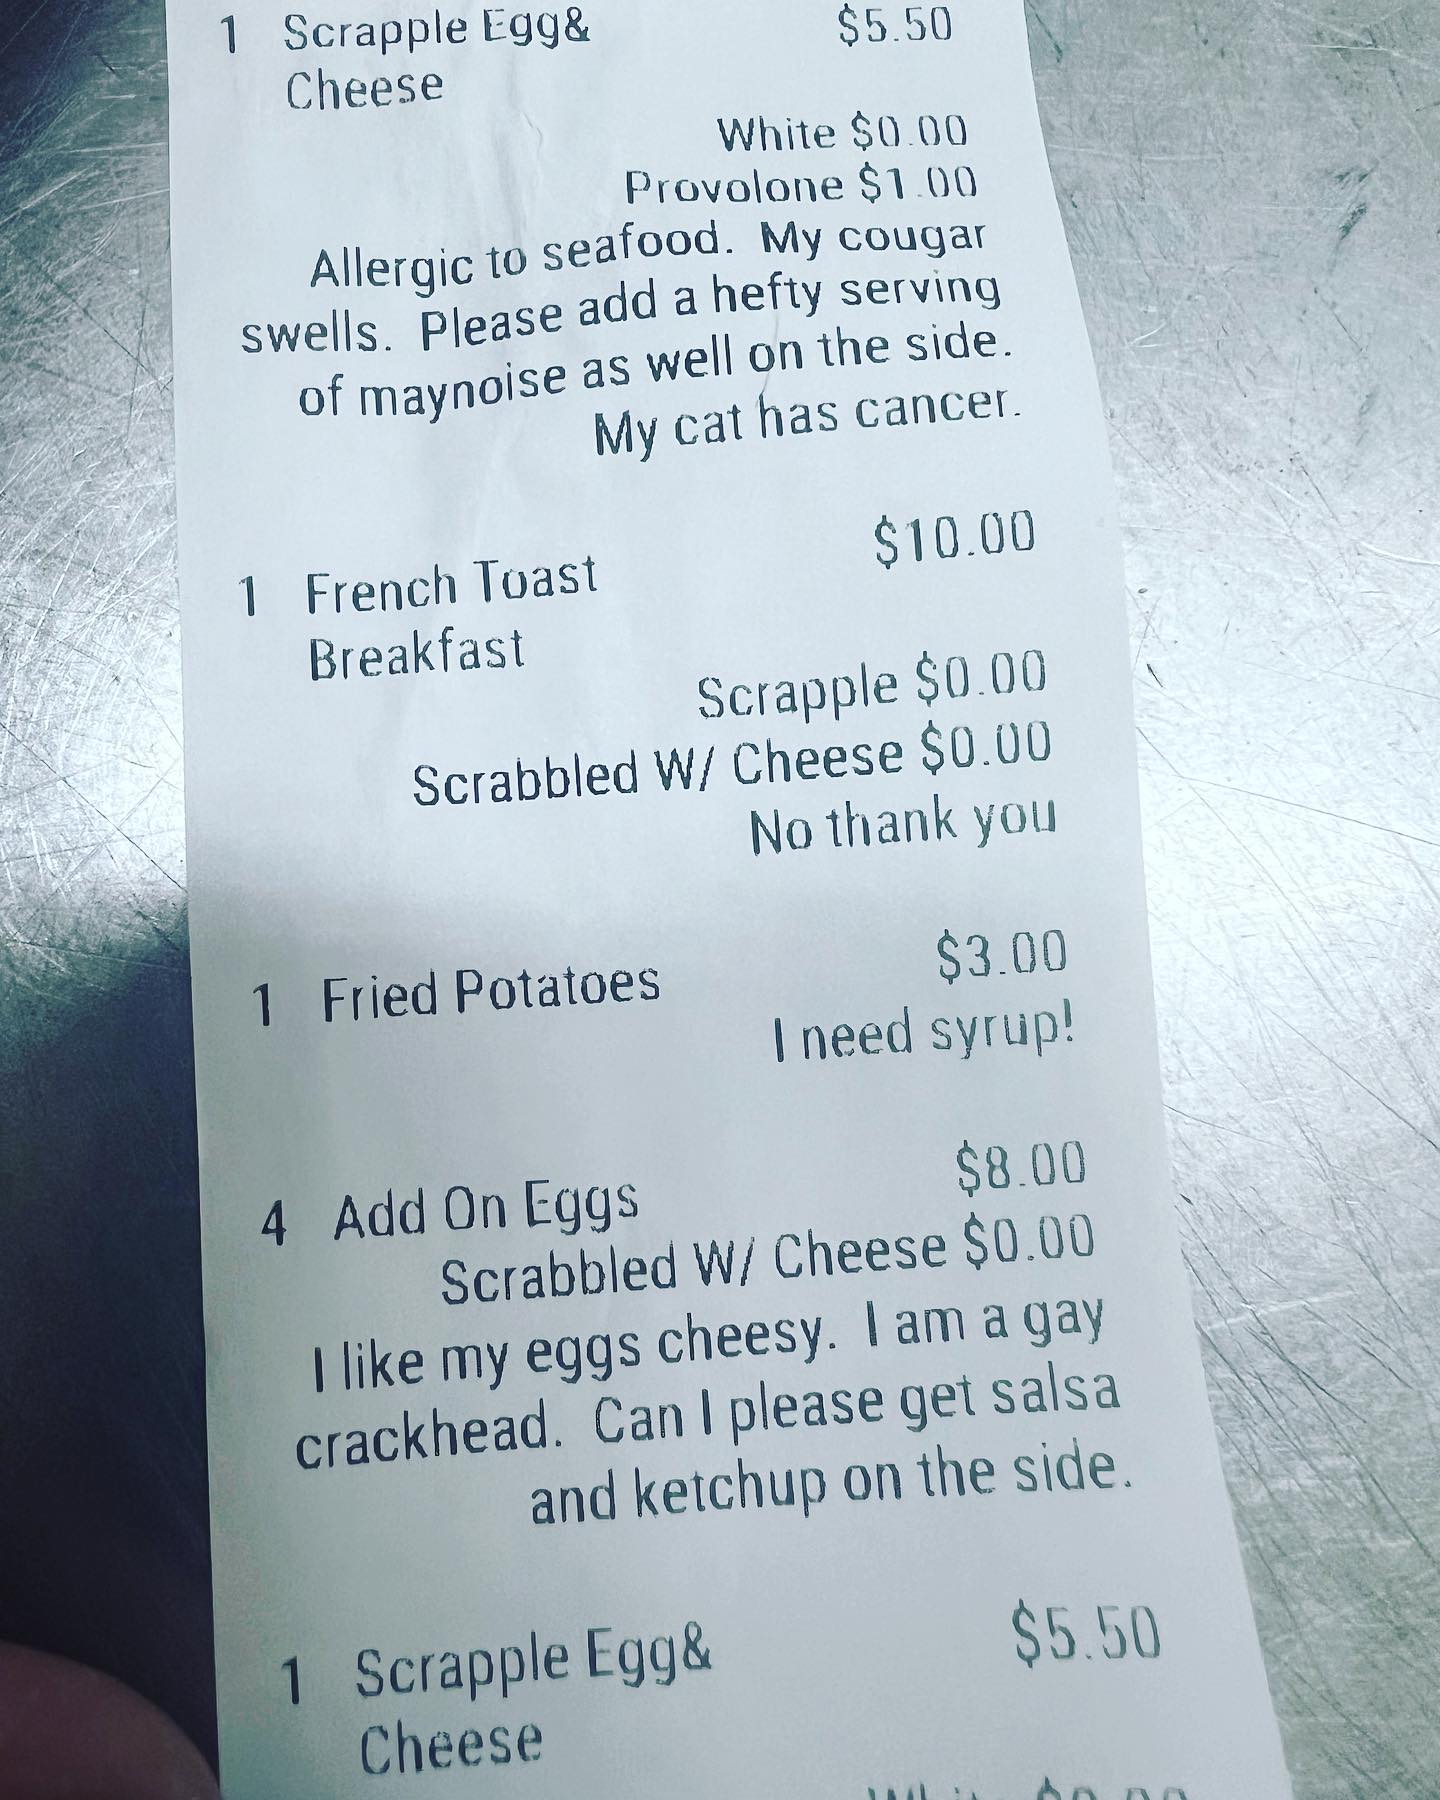 1 Scrapple Egg& $5.50
Cheese
White $0.00
Provolone $1.00
Allergic to seafood. My cougar
swells. Please add a hefty serving
of maynoise as well on the side.
My cat has cancer.
$10.00
1 French Toast
Breakfast
Scrapple $0.00
Scrabbled W/ Cheese $0.00
No thank you
$3.00
1 Fried Potatoes
I need syrup!
$8.00
4 Add On Eggs
Scrabbled W/ Cheese $0.00
I like my eggs cheesy. I am a gay
crackhead. Can I please get salsa
and ketchup on the side.
1 Scrapple Egg& $5.50
Cheese